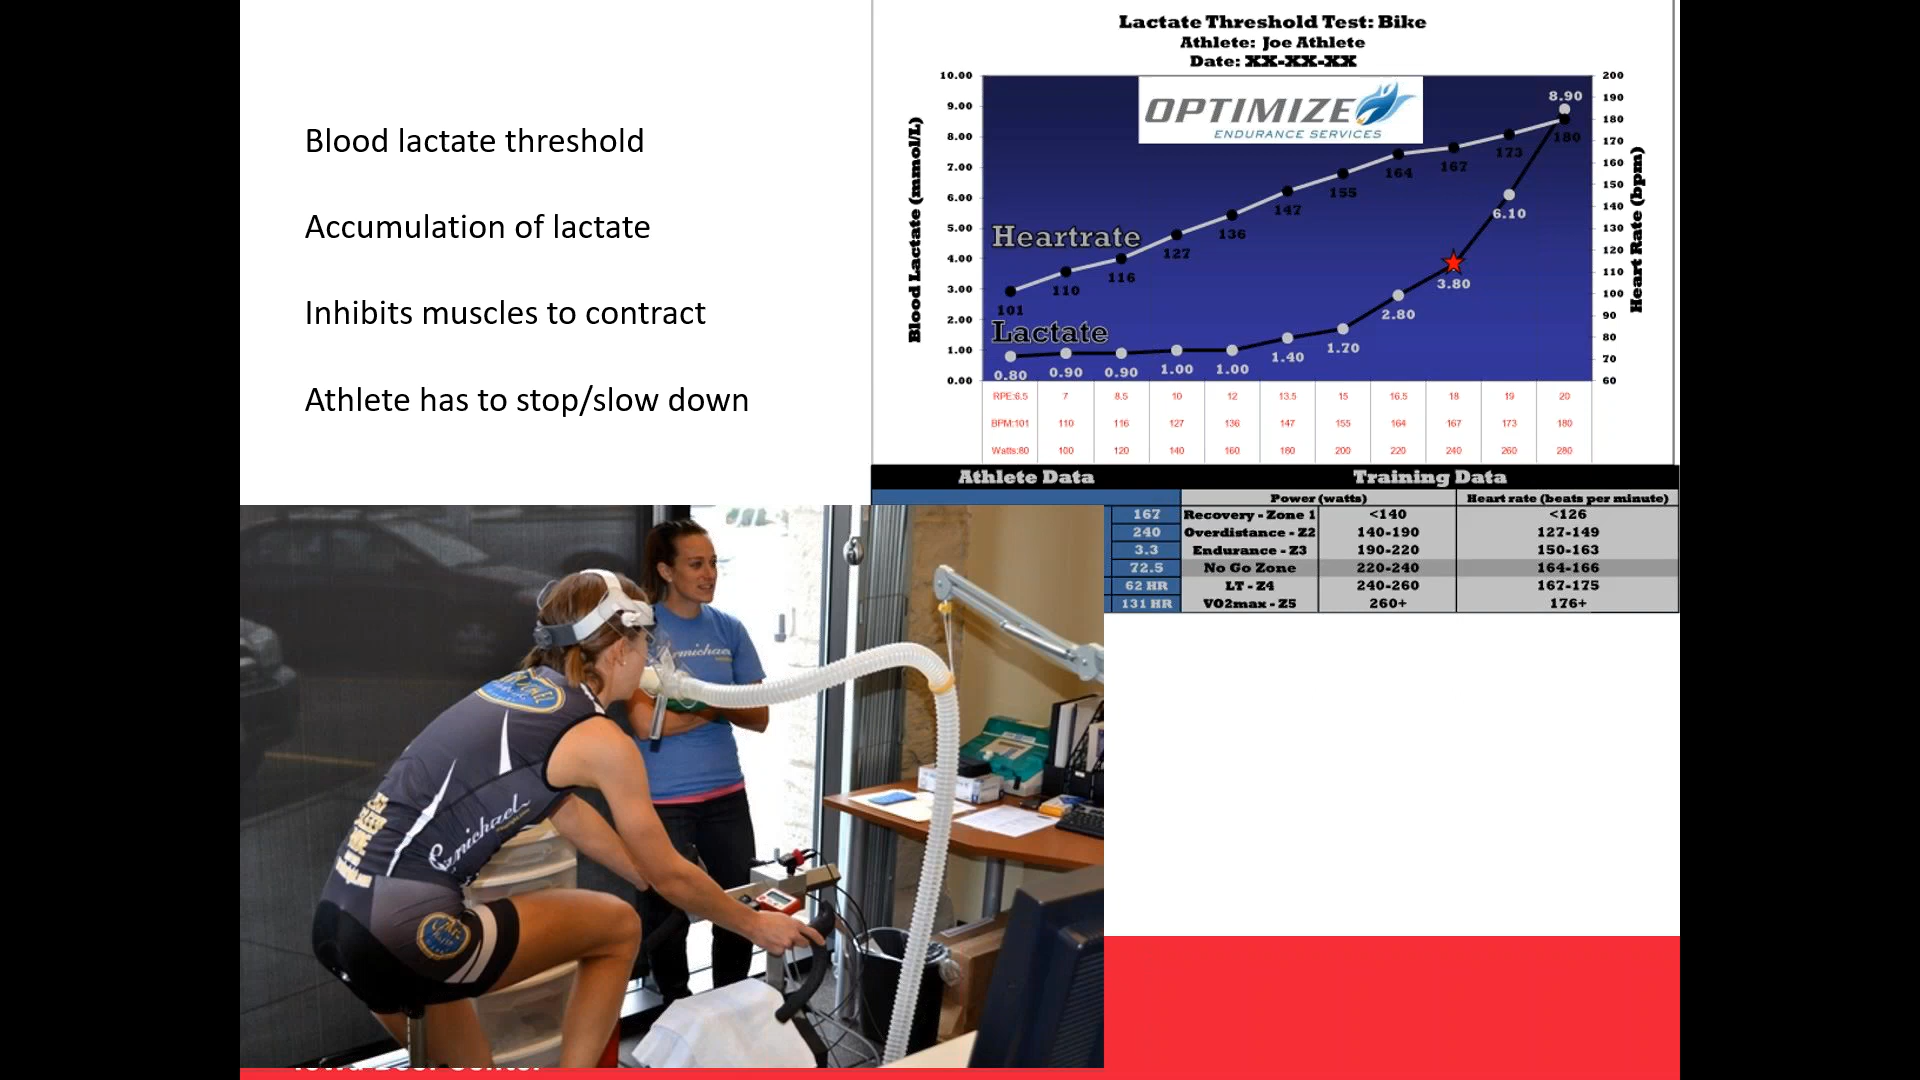 Blood lactate threshold
Accumulation of lactate
Inhibits muscles to contract
Athlete has to stop/slow down
Lactate Threshold Test: Bike
Athlete: Joe Athlete
Date: XX-XX-XX
OPTIMIZE
ENDURANCE SERVICES
Blood Lactate (mmol/L)
10.00
9.00
8.00
7.00
6.00
5.00
4.00
3.00
2.00
1.00
0.00
Heartrate
101 110 116 127 136 147 155 164 167 173 180
Lactate
0.80 0.90 0.90 1.00 1.00 1.40 1.70 2.80 3.80 6.10 8.90
200
190
180
170
160
150
140
130
120
110
100
90
80
70
60
Heart Rate (bpm)
RPE:6.5 7 8.5 10 12 13.5 15 16.5 18 19 20
BPM:101 110 116 127 136 147 155 164 167 173 180
Watts:80 100 120 140 160 180 200 220 240 260 280
Athlete Data Training Data
Power (watts) Heart rate (beats per minute)
167 Recovery - Zone 1 <140 <126
240 Overdistance - Z2 140-190 127-149
3.3 Endurance - Z3 190-220 150-163
72.5 No Go Zone 220-240 164-166
62 HR LT - Z4 240-260 167-175
131 HR VO2max - Z5 260+ 176+
Carmichael